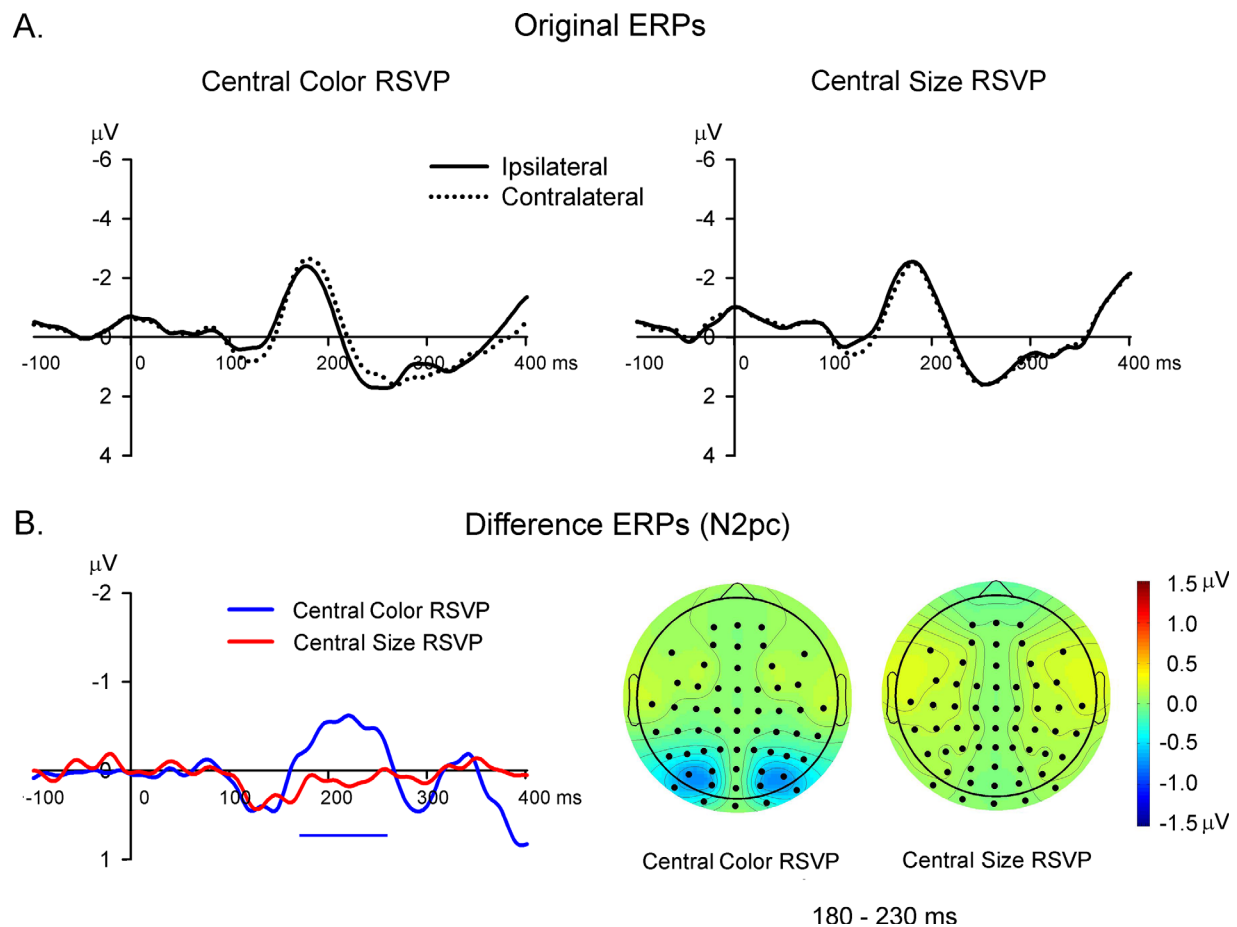 A.
Original ERPs
Central Color RSVP
Central Size RSVP
µV
-6
-4
-2
0
2
4
-100
0
100
200
300
400 ms
Ipsilateral
Contralateral
µV
-6
-4
-2
0
2
4
-100
0
100
200
300
400 ms
B.
Difference ERPs (N2pc)
µV
-2
-1
0
1
-100
0
100
200
300
400 ms
Central Color RSVP
Central Size RSVP
1.5 µV
1.0
0.5
0.0
-0.5
-1.0
-1.5 µV
Central Color RSVP
Central Size RSVP
180 - 230 ms